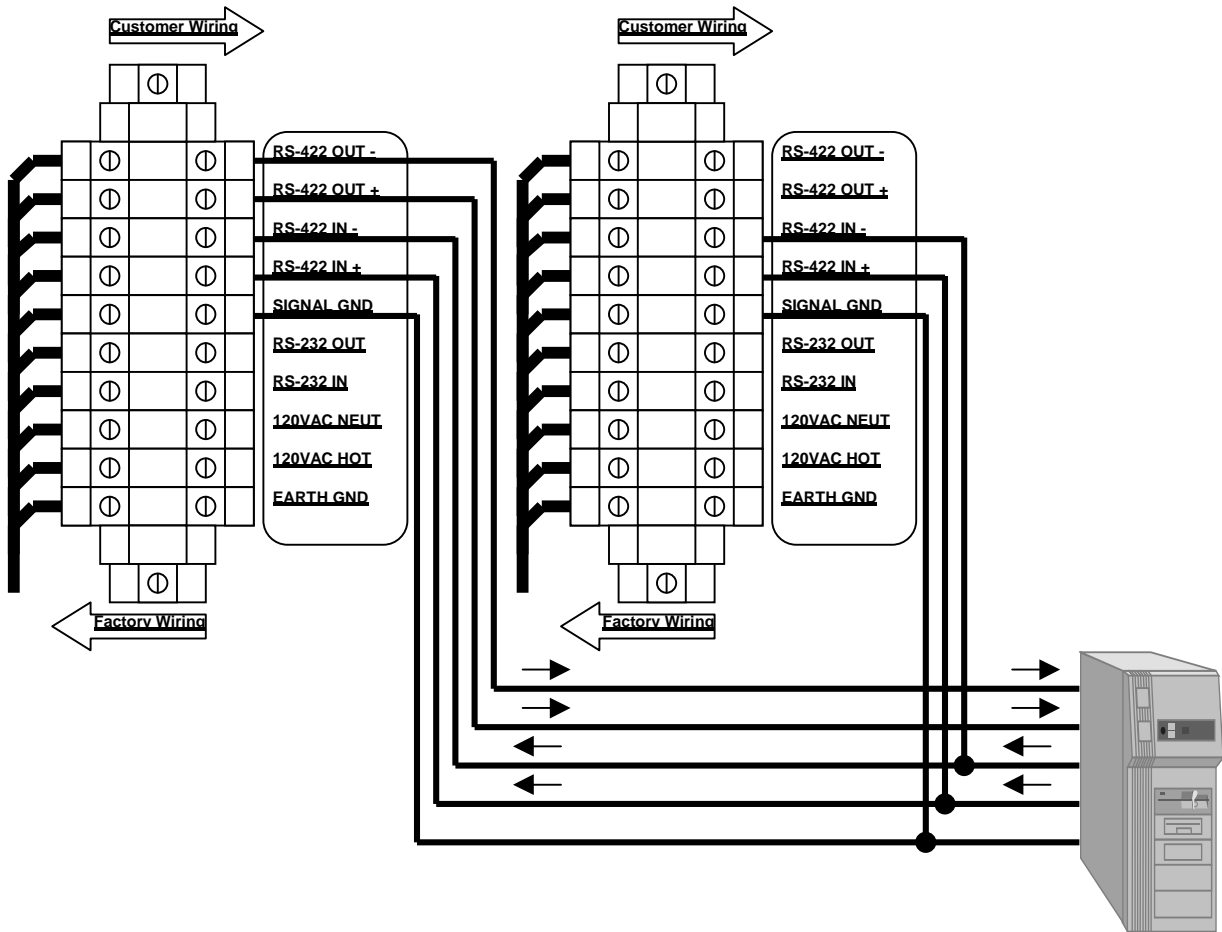 Customer Wiring
RS-422 OUT -
RS-422 OUT +
RS-422 IN -
RS-422 IN +
SIGNAL GND
RS-232 OUT
RS-232 IN
120VAC NEUT
120VAC HOT
EARTH GND
Factory Wiring
Customer Wiring
RS-422 OUT -
RS-422 OUT +
RS-422 IN -
RS-422 IN +
SIGNAL GND
RS-232 OUT
RS-232 IN
120VAC NEUT
120VAC HOT
EARTH GND
Factory Wiring